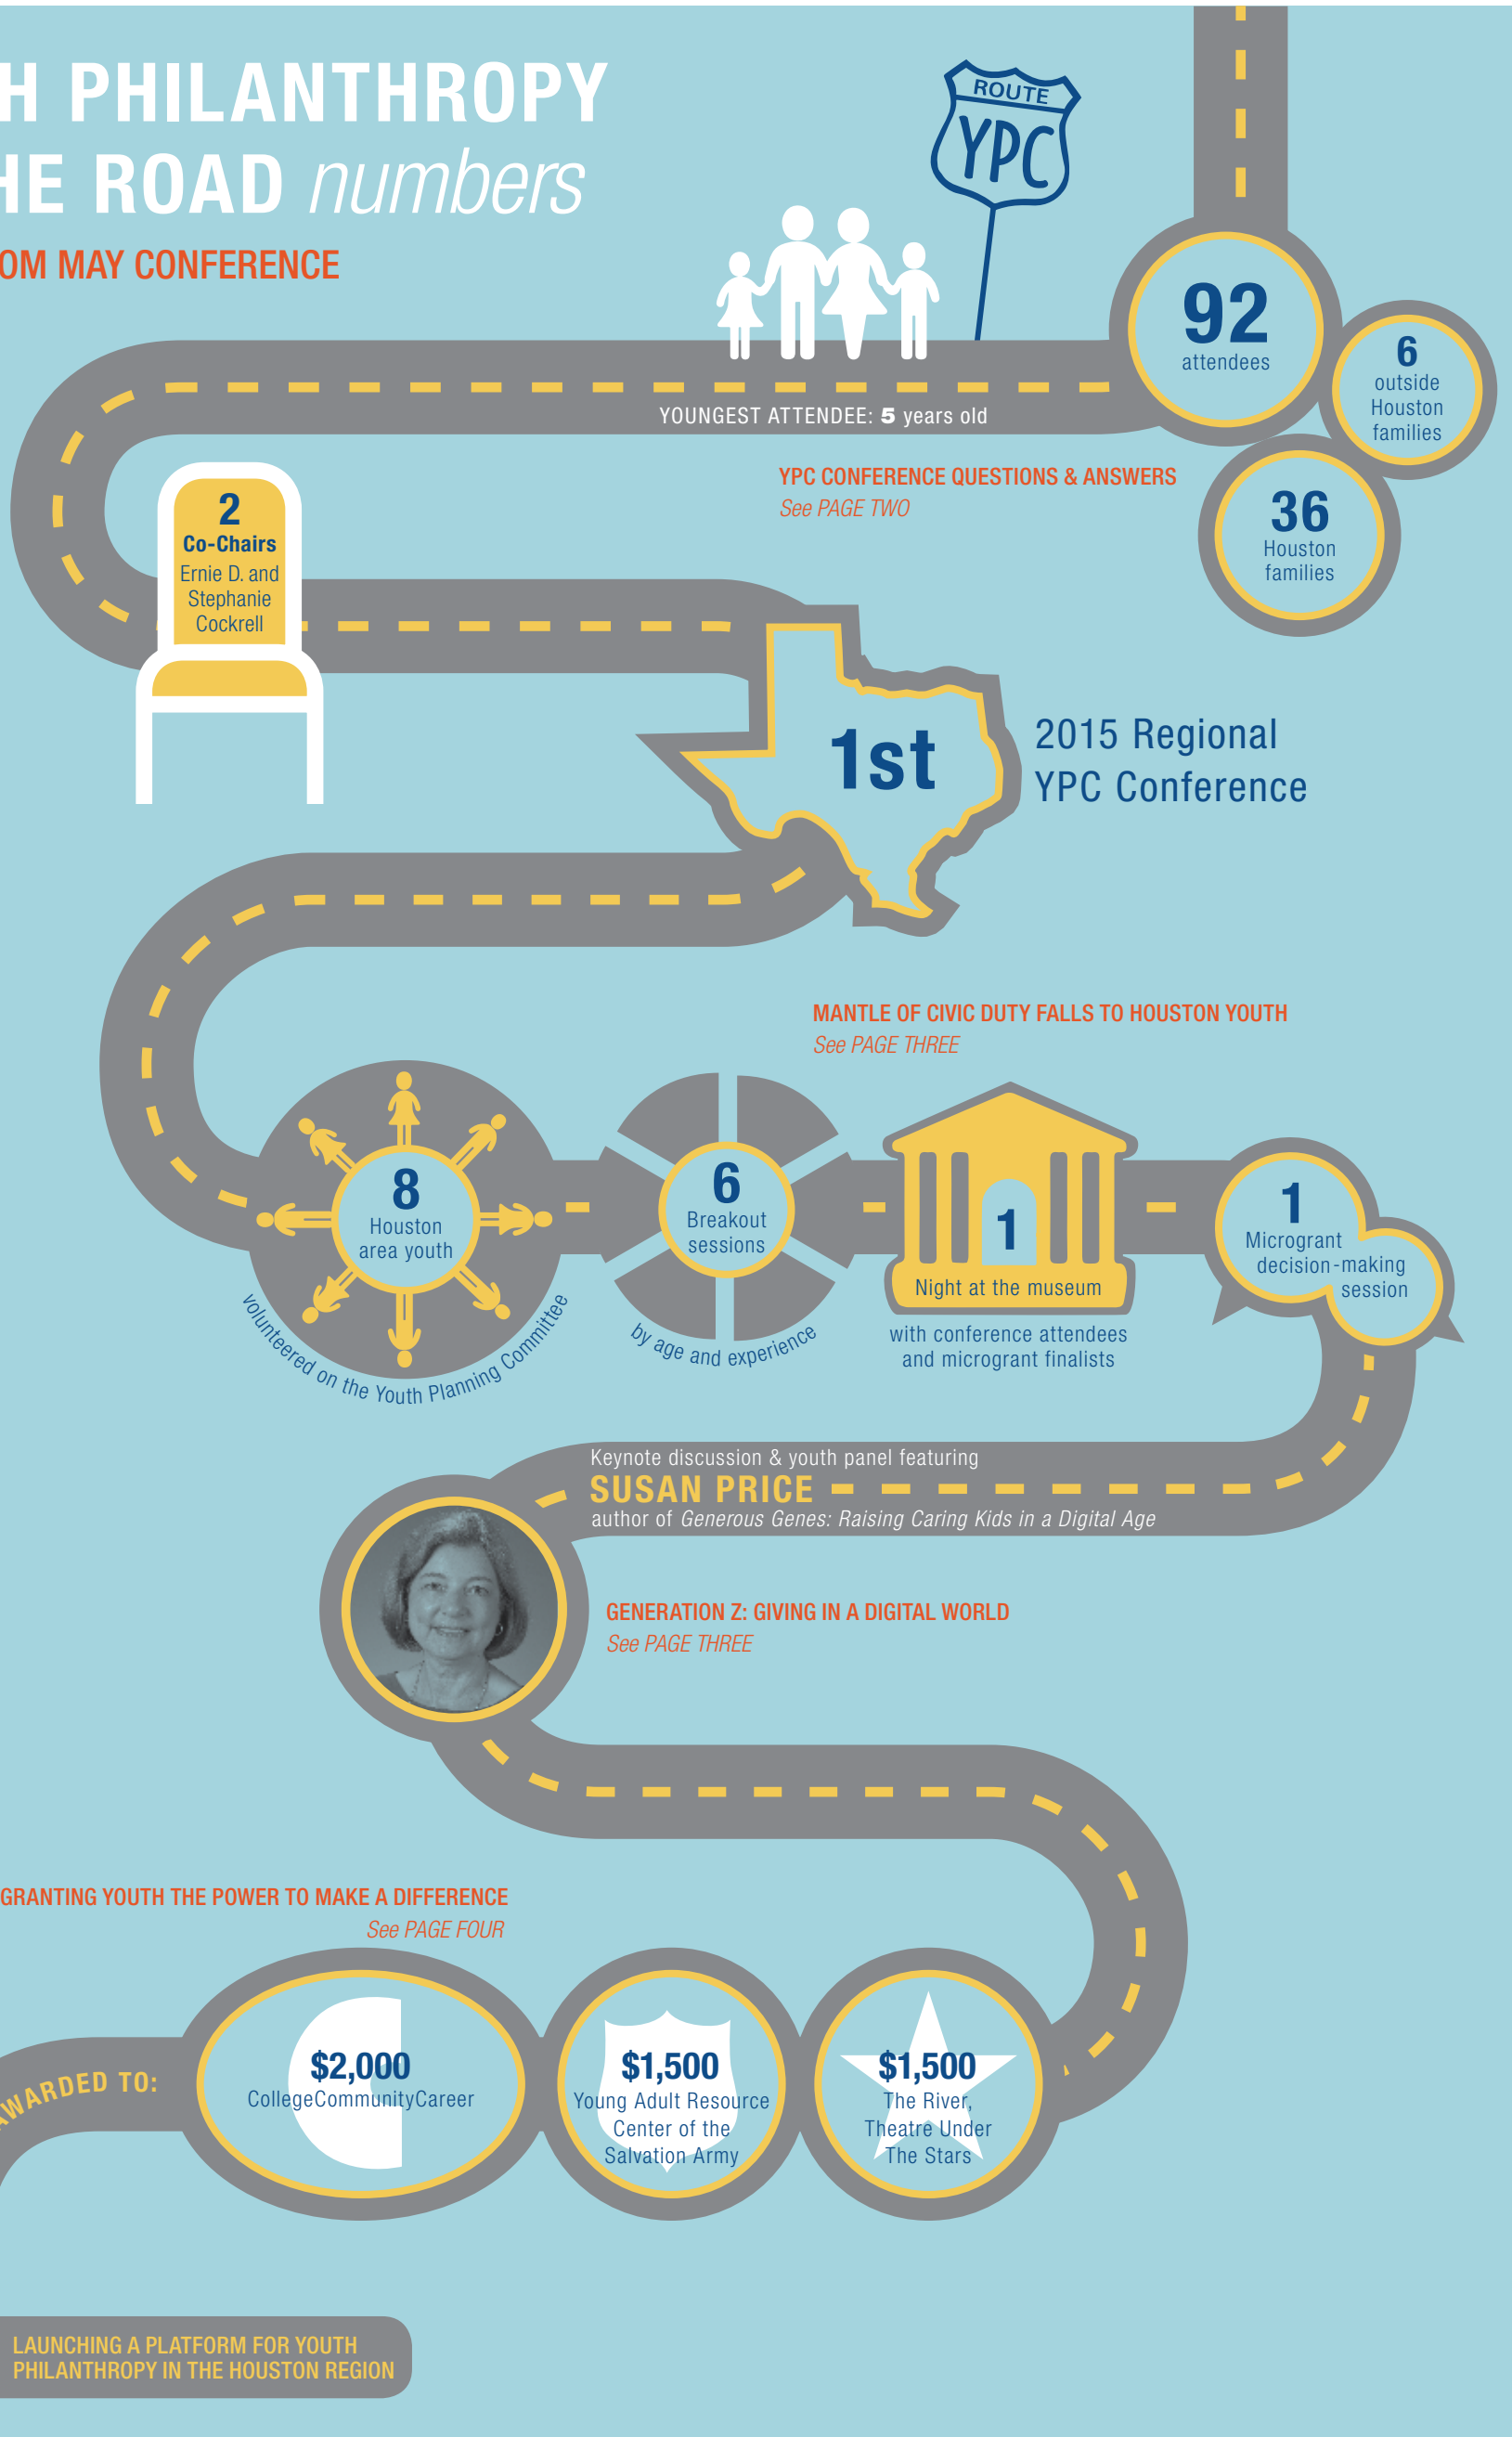 H PHILANTHROPY
HE ROAD numbers
OM MAY CONFERENCE
ROUTE
YPC
92
attendees
6
outside
Houston
families
36
Houston
families
YOUNGEST ATTENDEE: 5 years old
YPC CONFERENCE QUESTIONS & ANSWERS
See PAGE TWO
2
Co-Chairs
Ernie D. and
Stephanie
Cockrell
1st
2015 Regional
YPC Conference
MANTLE OF CIVIC DUTY FALLS TO HOUSTON YOUTH
See PAGE THREE
8
Houston
area youth
volunteered on the Youth Planning Committee
6
Breakout
sessions
by age and experience
1
Night at the museum
with conference attendees
and microgrant finalists
1
Microgrant
decision-making
session
Keynote discussion & youth panel featuring
SUSAN PRICE
author of Generous Genes: Raising Caring Kids in a Digital Age
GENERATION Z: GIVING IN A DIGITAL WORLD
See PAGE THREE
GRANTING YOUTH THE POWER TO MAKE A DIFFERENCE
See PAGE FOUR
AWARDED TO:
$2,000
CollegeCommunityCareer
$1,500
Young Adult Resource
Center of the
Salvation Army
$1,500
The River,
Theatre Under
The Stars
LAUNCHING A PLATFORM FOR YOUTH
PHILANTHROPY IN THE HOUSTON REGION